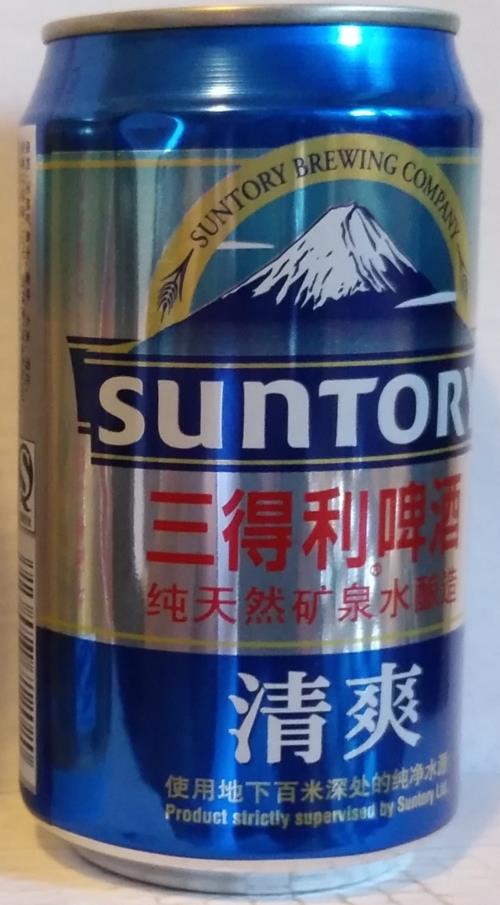 SUNTORY BREWING COMPANY
SUNTORY
三得利啤酒
纯天然矿泉水酿造
清爽
使用地下百米深处的纯净水源
Product strictly supervised by Suntory Ltd.